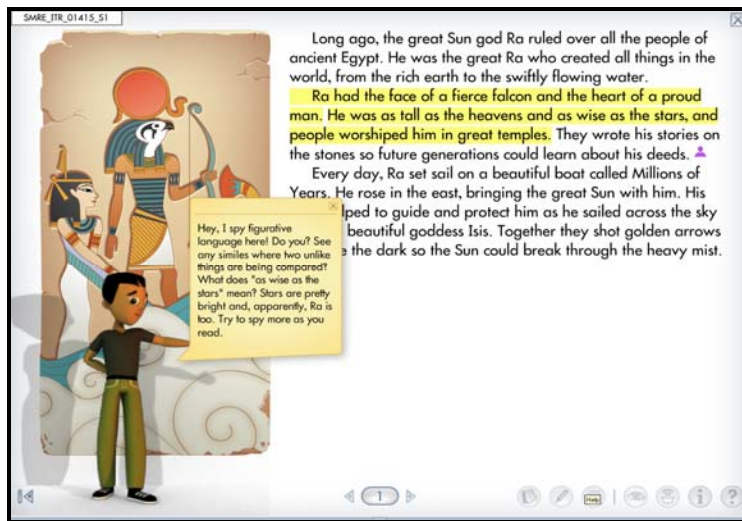 SMRE_ITR_01415_S1
Long ago, the great Sun god Ra ruled over all the people of
ancient Egypt. He was the great Ra who created all things in the
world, from the rich earth to the swiftly flowing water.
Ra had the face of a fierce falcon and the heart of a proud
man. He was as tall as the heavens and as wise as the stars, and
people worshiped him in great temples. They wrote his stories on
the stones so future generations could learn about his deeds.
Every day, Ra set sail on a beautiful boat called Millions of
Years. He rose in the east, bringing the great Sun with him. His
lped to guide and protect him as he sailed across the sky
beautiful goddess Isis. Together they shot golden arrows
e the dark so the Sun could break through the heavy mist.
Hey, I spy figurative
language here! Do you? See
any similes where two unlike
things are being compared?
What does "as wise as the
stars" mean? Stars are pretty
bright and, apparently, Ra is
too. Try to spy more as you
read.
1
Help